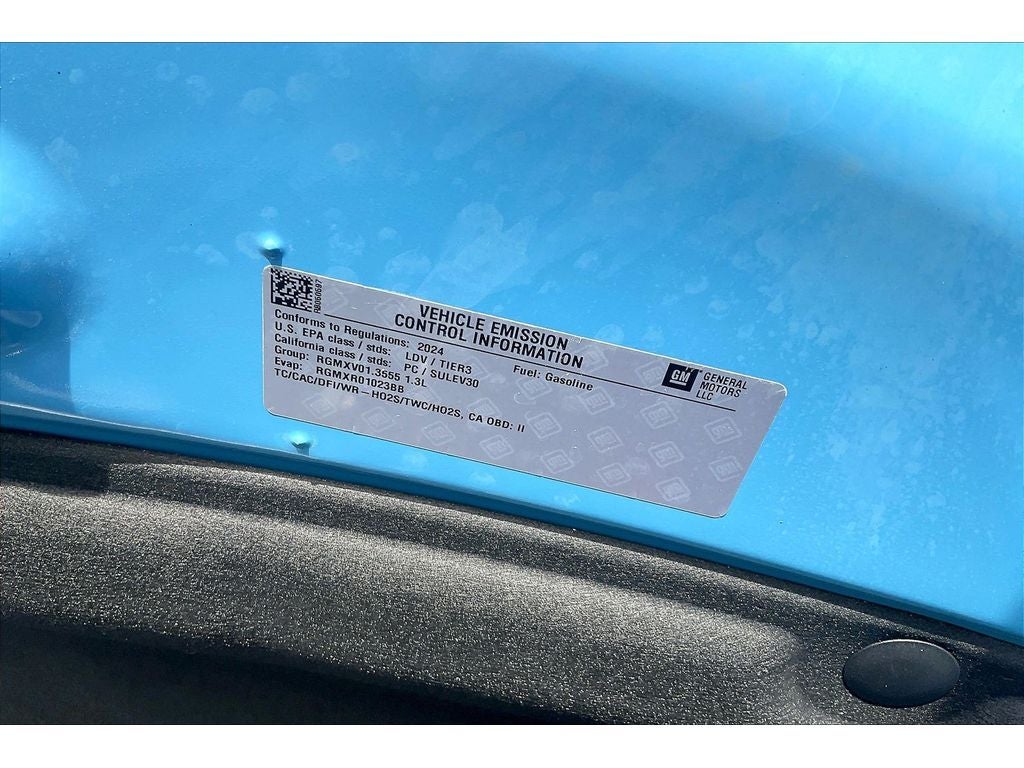 RB060697
VEHICLE EMISSION
CONTROL INFORMATION
GM
GENERAL
MOTORS
LLC
Conforms to Regulations: 2024 Fuel: Gasoline
U.S. EPA class / stds: LDV / TIER3
California class / stds: PC / SULEV30
Group: RGMXV01.3555 1.3L
Evap: RGMXR01023BB
TC/CAC/DFI/WR – HO2S/TWC/HO2S, CA OBD: II